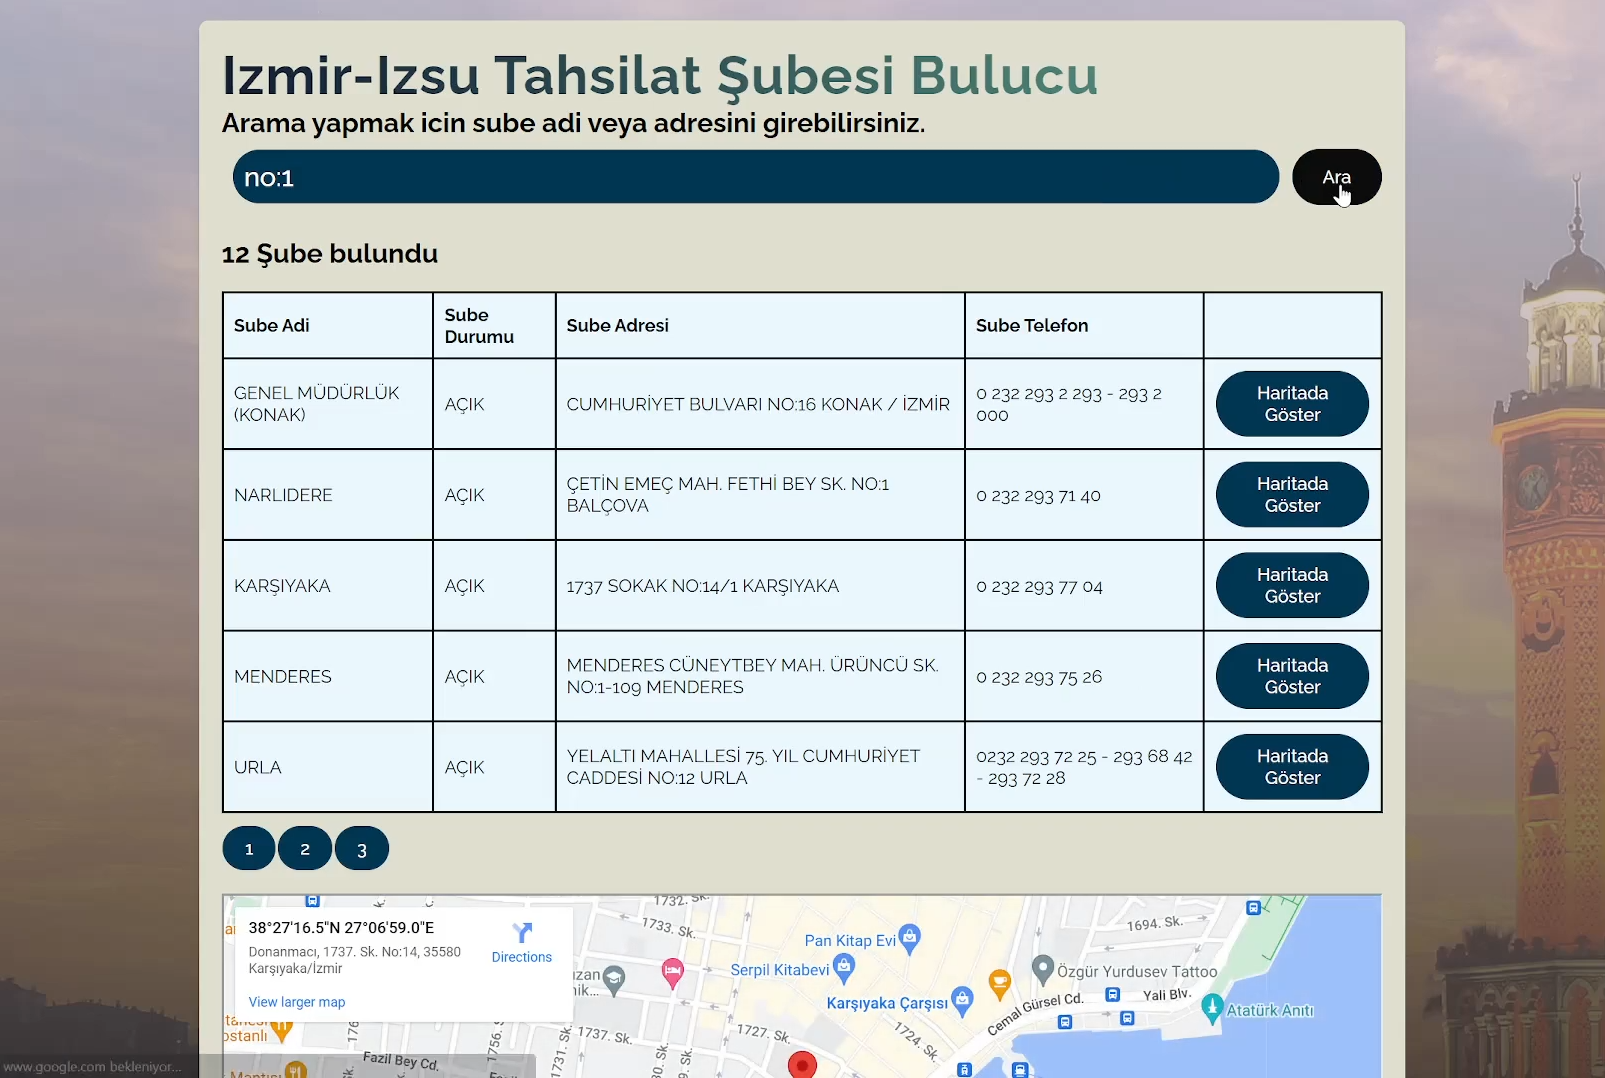 Izmir-Izsu Tahsilat Şubesi Bulucu
Arama yapmak icin sube adi veya adresini girebilirsiniz.
no:1
Ara
12 Şube bulundu
Sube Adi
Sube
Durumu
Sube Adresi
Sube Telefon
GENEL MÜDÜRLÜK
(KONAK)
AÇIK
CUMHURİYET BULVARI NO:16 KONAK / İZMİR
0 232 293 2 293 - 293 2
000
Haritada
Göster
NARLIDERE
AÇIK
ÇETİN EMEÇ MAH. FETHİ BEY SK. NO:1
BALÇOVA
0 232 293 71 40
Haritada
Göster
KARŞIYAKA
AÇIK
1737 SOKAK NO:14/1 KARŞIYAKA
0 232 293 77 04
Haritada
Göster
MENDERES
AÇIK
MENDERES CÜNEYTBEY MAH. ÜRÜNCÜ SK.
NO:1-109 MENDERES
0 232 293 75 26
Haritada
Göster
URLA
AÇIK
YELALTI MAHALLESİ 75. YIL CUMHURİYET
CADDESİ NO:12 URLA
0232 293 72 25 - 293 68 42
- 293 72 28
Haritada
Göster
1 2 3
38°27'16.5"N 27°06'59.0"E
Donanmacı, 1737. Sk. No:14, 35580
Karşıyaka/İzmir
Directions
View larger map
1732. Sk.
1733. Sk.
1694. Sk.
Pan Kitap Evi
Serpil Kitabevi
Özgür Yurdusev Tattoo
Karşıyaka Çarşısı
Cemal Gürsel Cd.
Yali Blv.
Atatürk Anıtı
ostanlı
1737. Sk.
1727. Sk.
1724. Sk.
1731. Sk.
1756. Sk.
Fazil Bey Cd.
www.google.com bekleniyor...